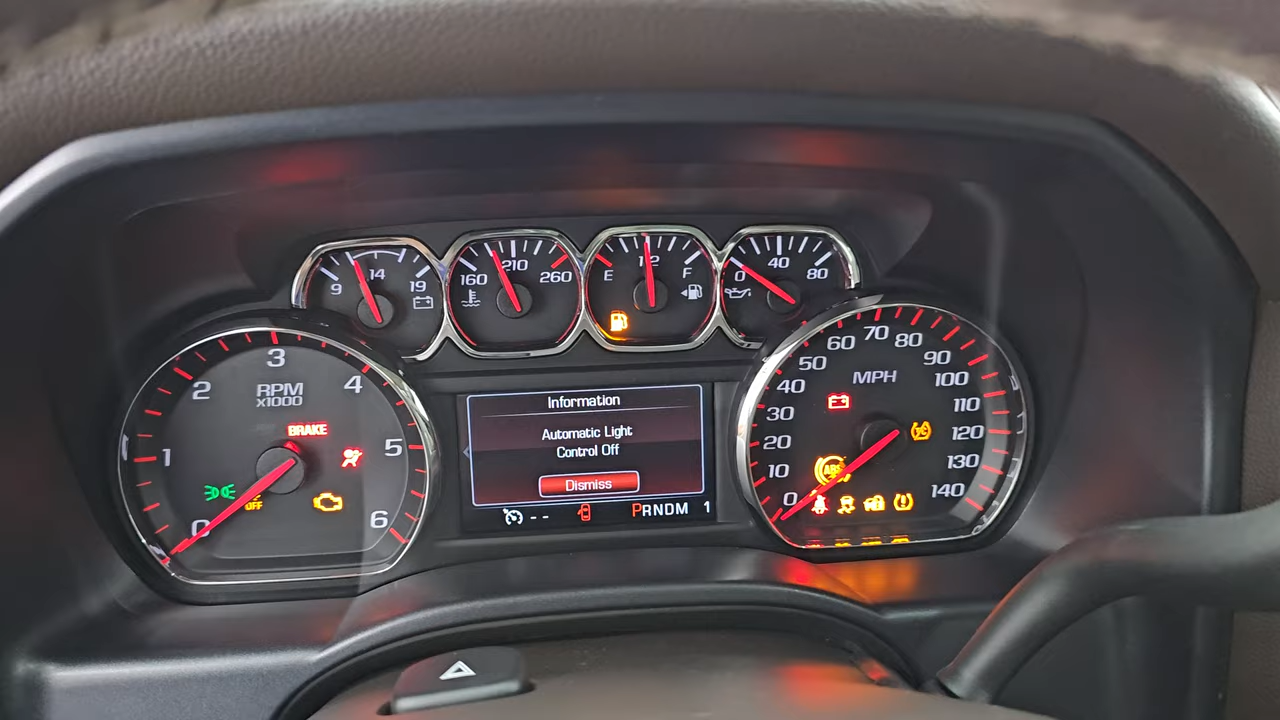 9 14 19
160 210 260
E 1/2 F
0 40 80
RPM
x1000
0 1 2 3 4 5 6
BRAKE
OFF
Information
Automatic Light
Control Off
Dismiss
-- PRNDM 1
MPH
0 10 20 30 40 50 60 70 80 90 100 110 120 130 140
ABS